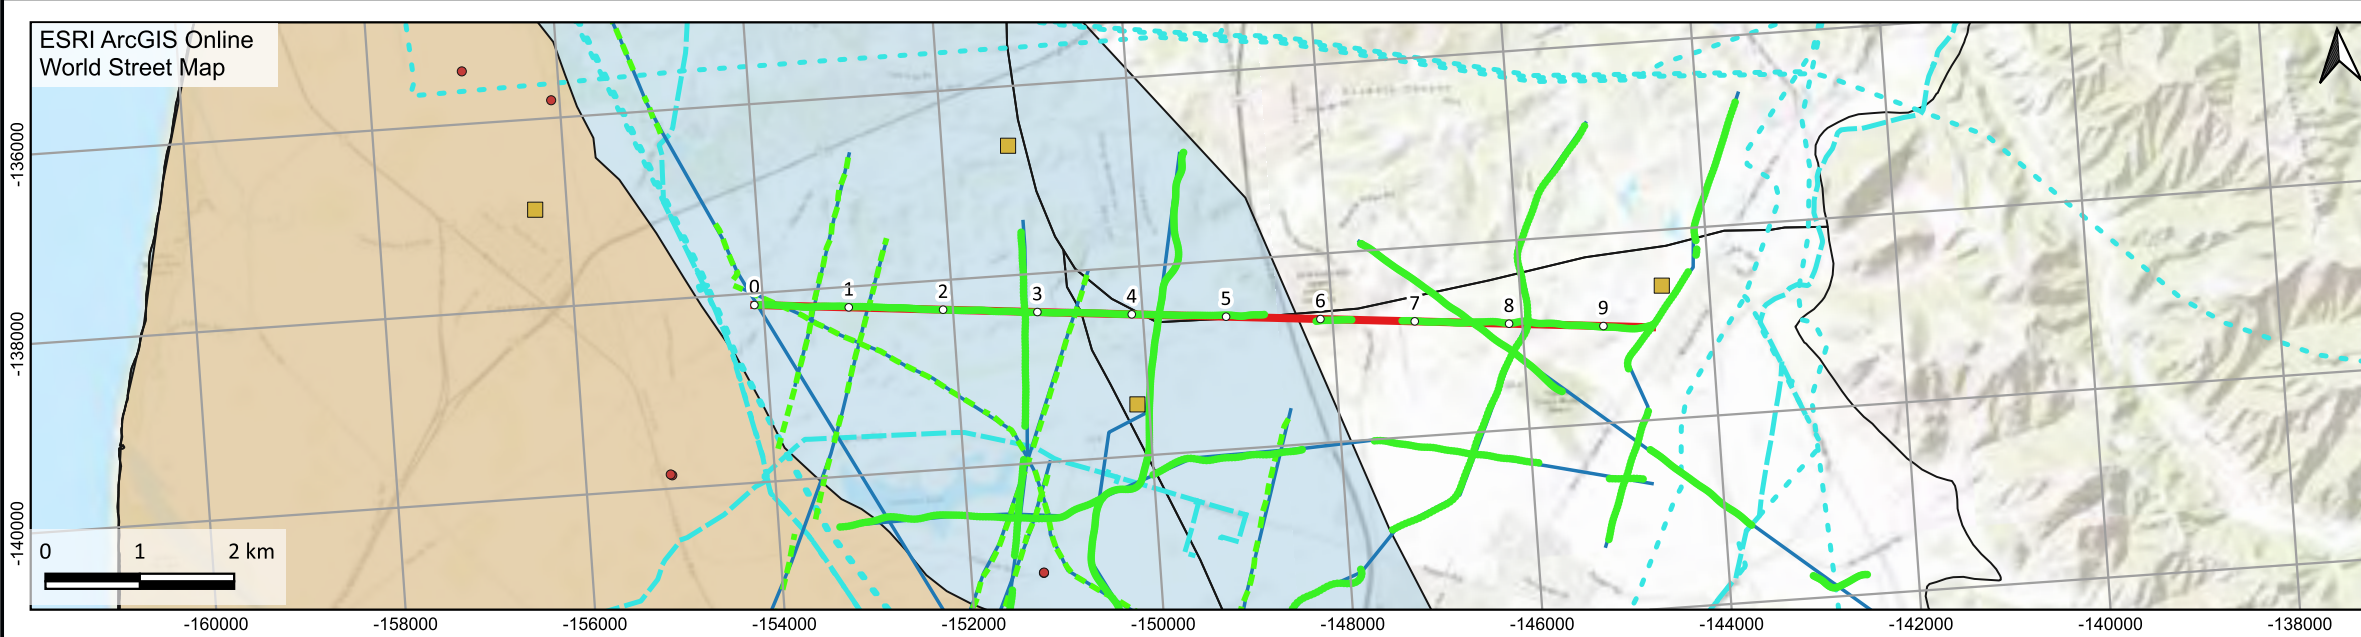 ESRI ArcGIS Online
World Street Map
-136000
-138000
-140000
0 1 2 3 4 5 6 7 8 9
0 1 2 km
-160000 -158000 -156000 -154000 -152000 -150000 -148000 -146000 -144000 -142000 -140000 -138000